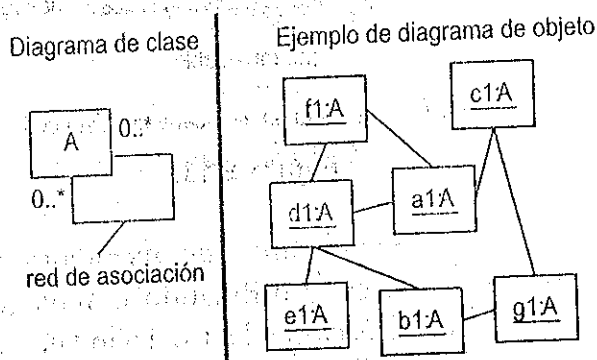 Diagrama de clase
A
0..*
0..*
red de asociación
Ejemplo de diagrama de objeto
f1:A
c1:A
d1:A
a1:A
e1:A
b1:A
g1:A